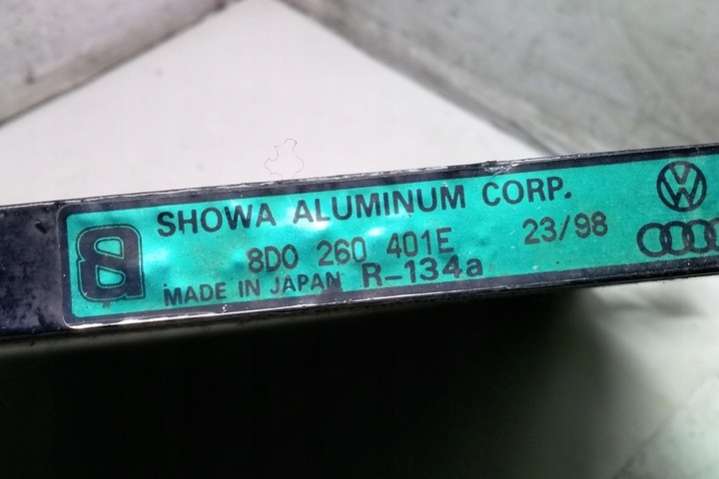 SHOWA ALUMINUM CORP.
8D0 260 401E 23/98
MADE IN JAPAN R-134a